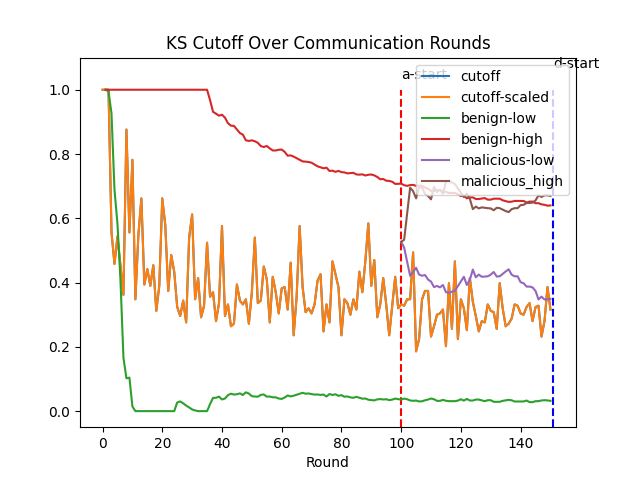 KS Cutoff Over Communication Rounds
d-start
a-start
cutoff
cutoff-scaled
benign-low
benign-high
malicious-low
malicious_high
1.0
0.8
0.6
0.4
0.2
0.0
0 20 40 60 80 100 120 140
Round